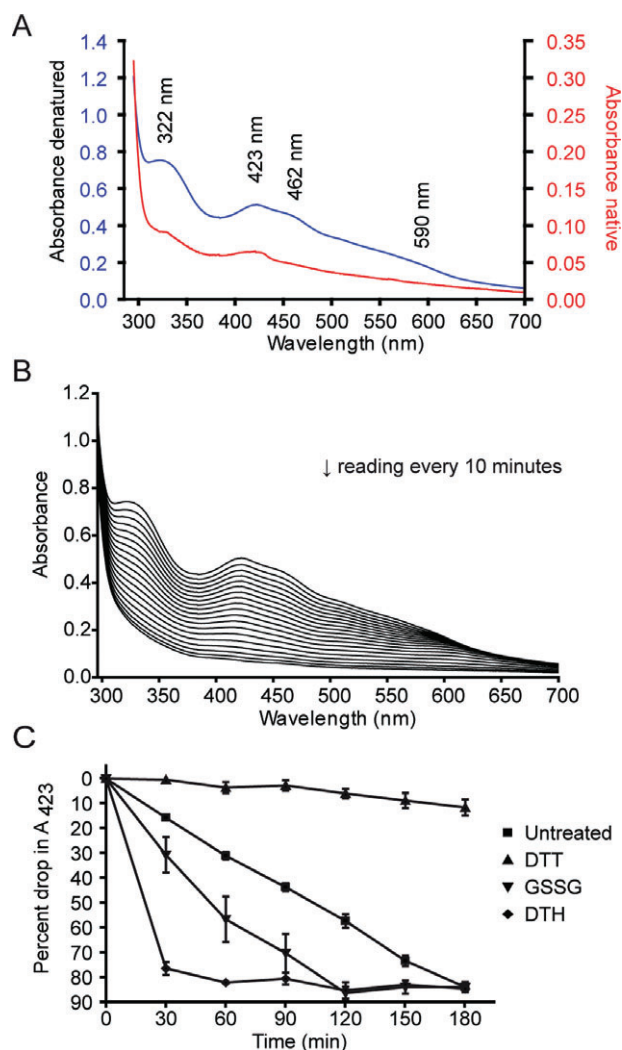 A
Absorbance denatured
1.4
1.2
1.0
0.8
0.6
0.4
0.2
0.0
322 nm
423 nm
462 nm
590 nm
0.35
0.30
0.25
0.20
0.15
0.10
0.05
0.00
Absorbance native
300 350 400 450 500 550 600 650 700
Wavelength (nm)
B
Absorbance
1.2
1.0
0.8
0.6
0.4
0.2
0.0
↓ reading every 10 minutes
300 350 400 450 500 550 600 650 700
Wavelength (nm)
C
Percent drop in A423
0
10
20
30
40
50
60
70
80
90
Untreated
DTT
GSSG
DTH
0 30 60 90 120 150 180
Time (min)